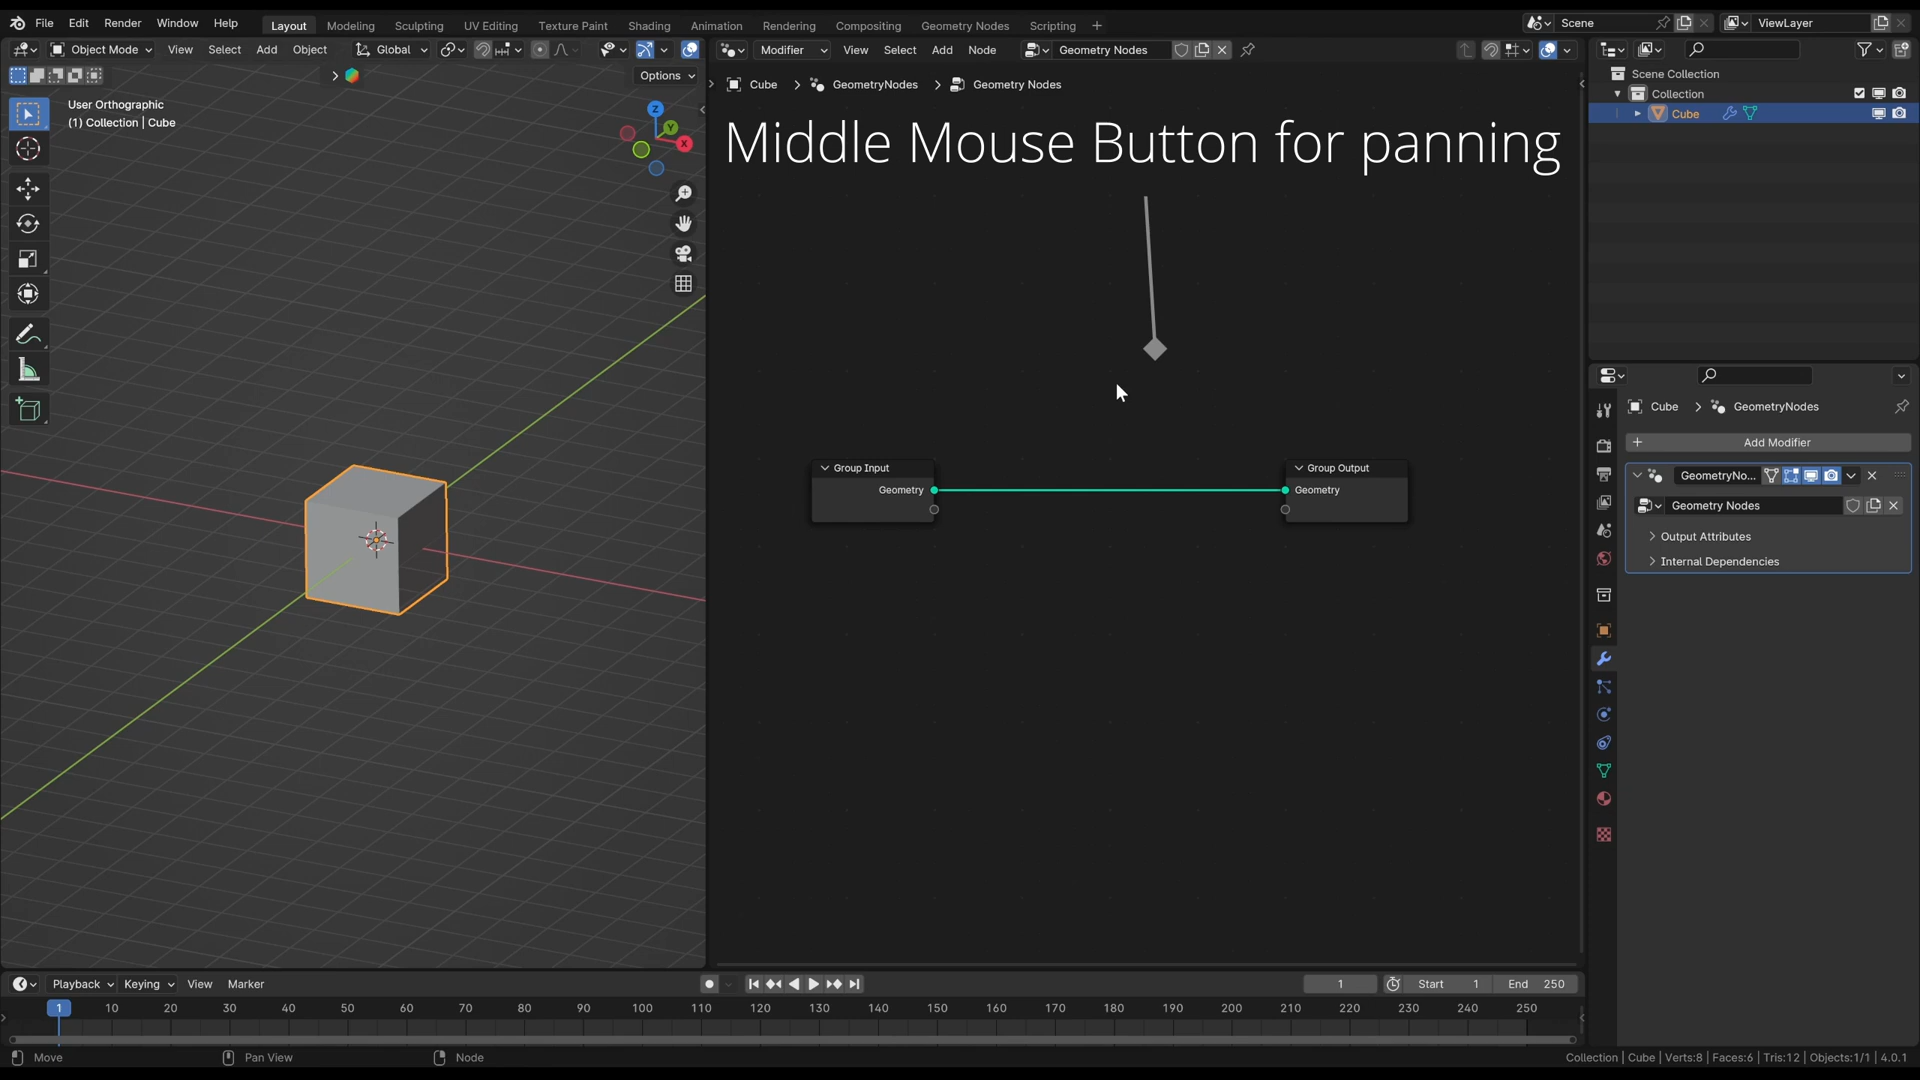 File Edit Render Window Help Layout Modeling Sculpting UV Editing Texture Paint Shading Animation Rendering Compositing Geometry Nodes Scripting + Scene ViewLayer
Object Mode View Select Add Object Global Modifier View Select Add Node Geometry Nodes
Options
Cube > GeometryNodes > Geometry Nodes
Scene Collection
Collection
Cube
User Orthographic
(1) Collection | Cube
Z
Y
X
Middle Mouse Button for panning
Group Input
Geometry
Group Output
Geometry
Cube > GeometryNodes
+ Add Modifier
GeometryNo...
Geometry Nodes
Output Attributes
Internal Dependencies
Playback Keying View Marker 1 Start 1 End 250
1 10 20 30 40 50 60 70 80 90 100 110 120 130 140 150 160 170 180 190 200 210 220 230 240 250
Move Pan View Node Collection | Cube | Verts:8 | Faces:6 | Tris:12 | Objects:1/1 | 4.0.1